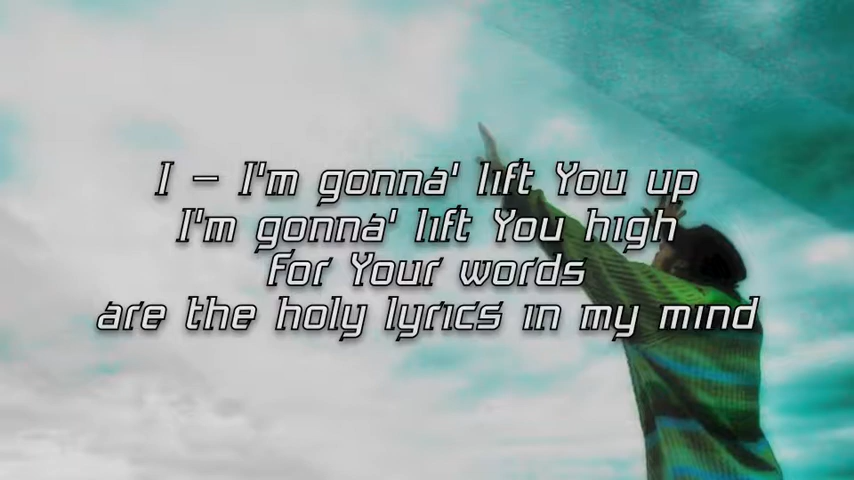 I - I'm gonna' lift You up
I'm gonna' lift You high
For Your words
are the holy lyrics in my mind